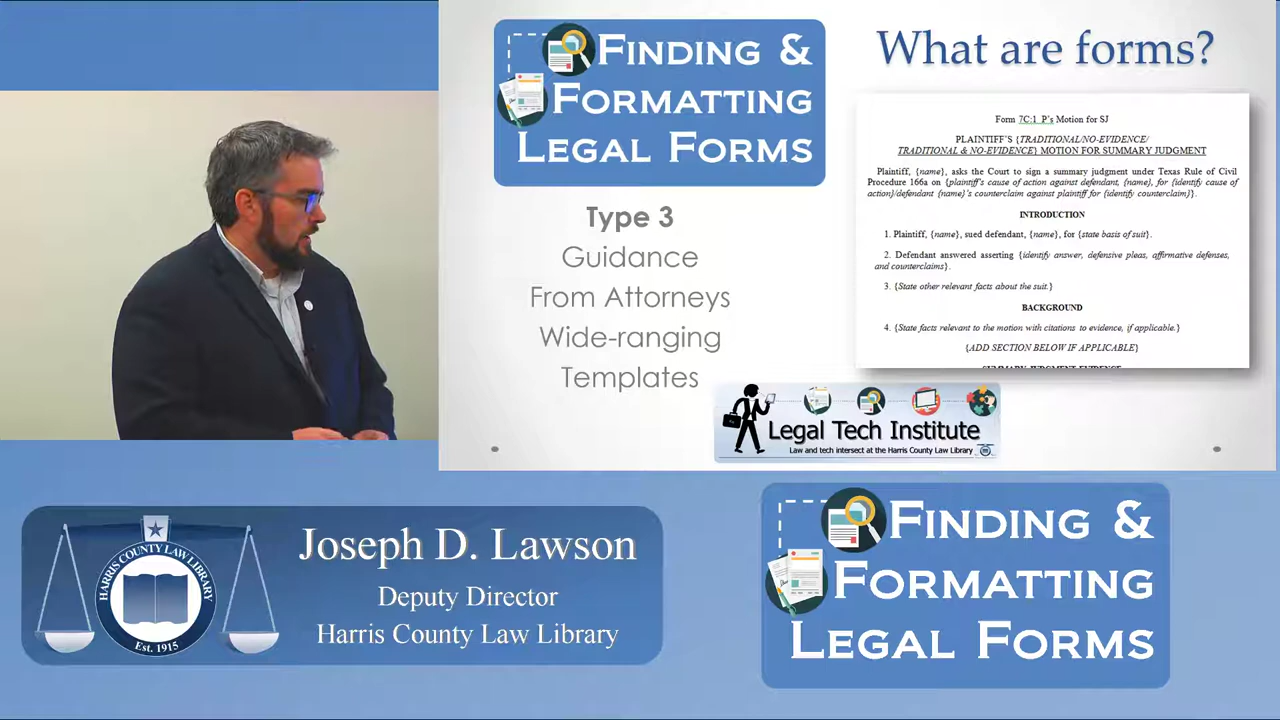 FINDING &
FORMATTING
LEGAL FORMS
Type 3
Guidance
From Attorneys
Wide-ranging
Templates
What are forms?
Form 7C:1 P's Motion for SJ
PLAINTIFF'S {TRADITIONAL/NO-EVIDENCE/
TRADITIONAL & NO-EVIDENCE} MOTION FOR SUMMARY JUDGMENT
Plaintiff, {name}, asks the Court to sign a summary judgment under Texas Rule of Civil
Procedure 166a on {plaintiff's cause of action against defendant, {name}, for {identify cause of
action}/defendant {name}'s counterclaim against plaintiff for {identify counterclaim}}.
INTRODUCTION
1. Plaintiff, {name}, sued defendant, {name}, for {state basis of suit}.
2. Defendant answered asserting {identify answer, defensive pleas, affirmative defenses,
and counterclaims}.
3. {State other relevant facts about the suit.}
BACKGROUND
4. {State facts relevant to the motion with citations to evidence, if applicable.}
{ADD SECTION BELOW IF APPLICABLE}
Legal Tech Institute
Law and tech intersect at the Harris County Law Library
HARRIS COUNTY LAW LIBRARY
Est. 1915
Joseph D. Lawson
Deputy Director
Harris County Law Library
FINDING &
FORMATTING
LEGAL FORMS